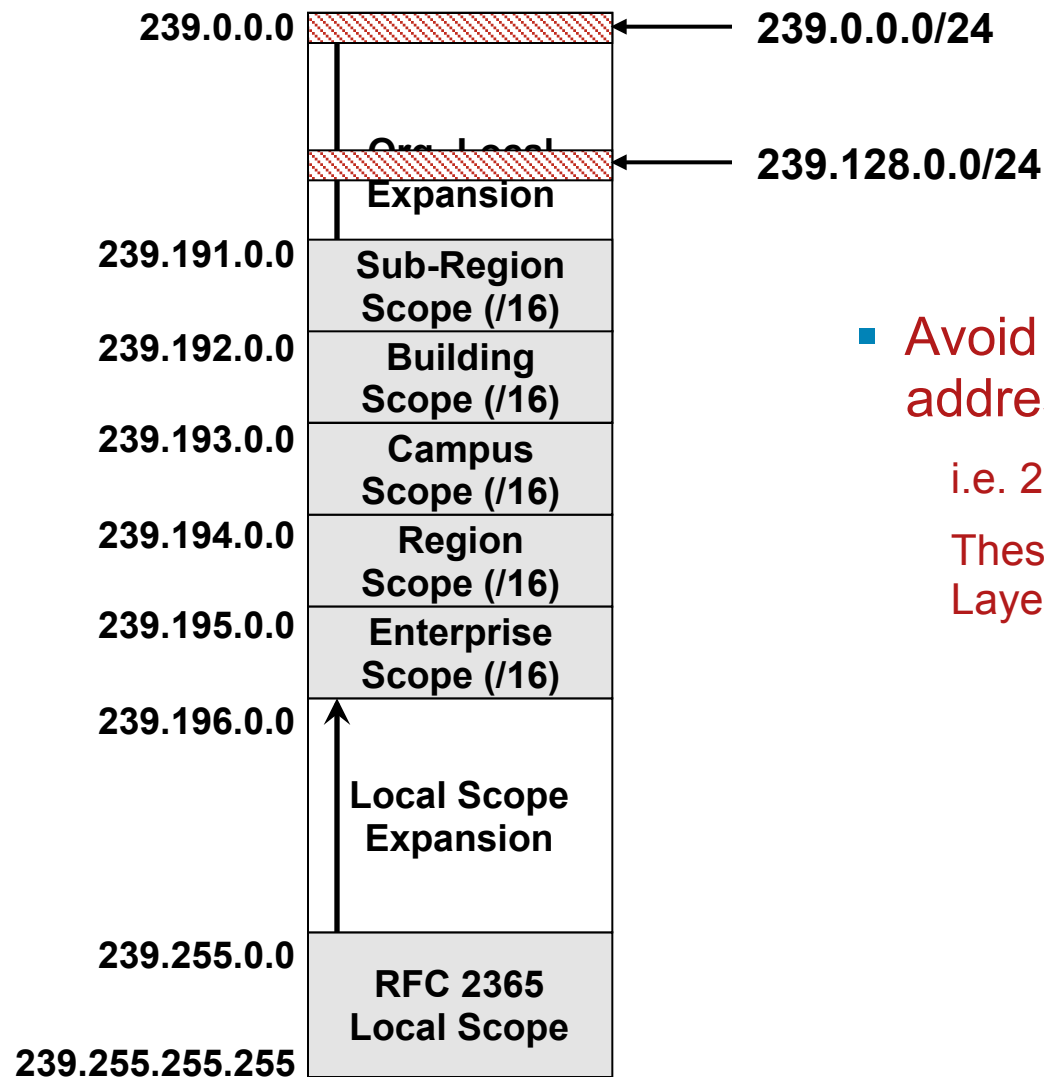 239.0.0.0
239.0.0.0/24
Org. Local
239.128.0.0/24
Expansion
239.191.0.0
Sub-Region
Scope (/16)
239.192.0.0
Building
Scope (/16)
239.193.0.0
Campus
Scope (/16)
239.194.0.0
Region
Scope (/16)
239.195.0.0
Enterprise
Scope (/16)
239.196.0.0
Local Scope
Expansion
239.255.0.0
RFC 2365
Local Scope
239.255.255.255
Avoid
addre
i.e. 2
Thes
Laye